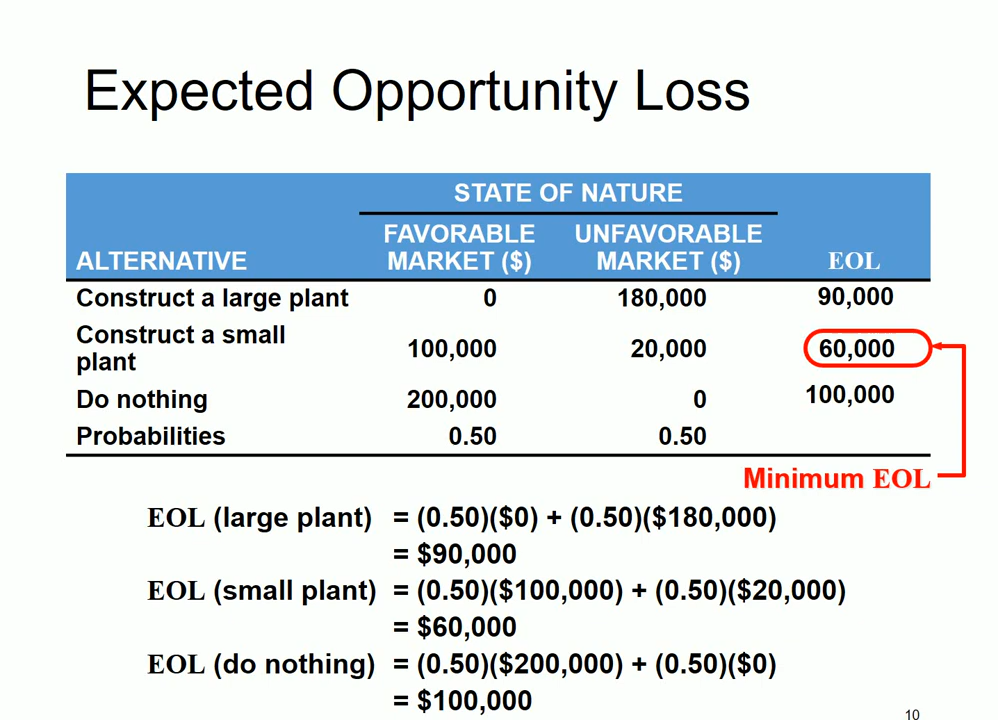 Expected Opportunity Loss
STATE OF NATURE
ALTERNATIVE FAVORABLE MARKET ($) UNFAVORABLE MARKET ($) EOL
Construct a large plant 0 180,000 90,000
Construct a small plant 100,000 20,000 60,000
Do nothing 200,000 0 100,000
Probabilities 0.50 0.50
Minimum EOL
EOL (large plant) = (0.50)($0) + (0.50)($180,000)
= $90,000
EOL (small plant) = (0.50)($100,000) + (0.50)($20,000)
= $60,000
EOL (do nothing) = (0.50)($200,000) + (0.50)($0)
= $100,000
10